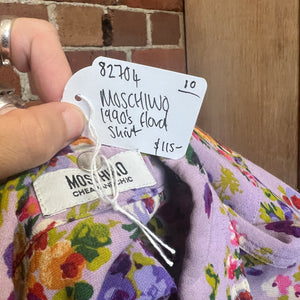 82704
10
MOSCHINO
1990's floral
Shirt
$115-
MOSCHINO
CHEAP AND CHIC